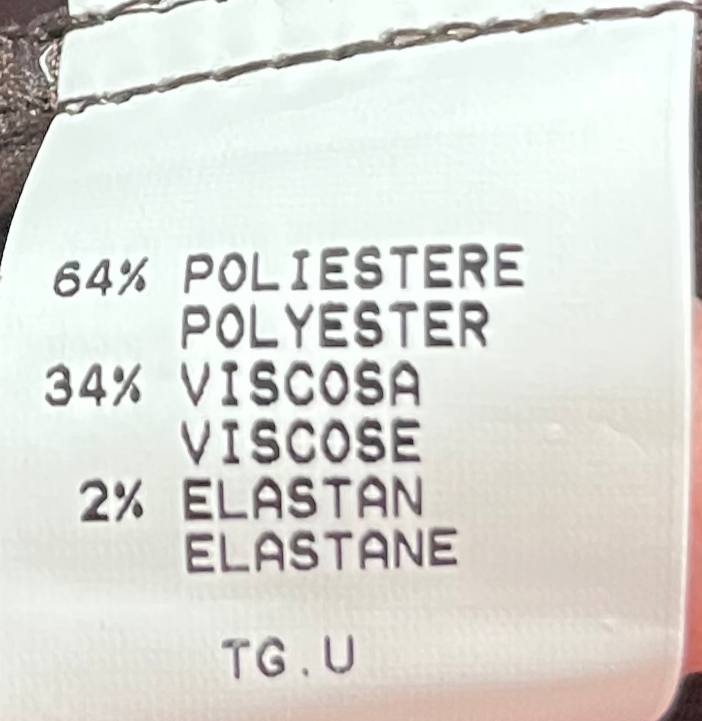 64% POLIESTERE
POLYESTER
34% VISCOSA
VISCOSE
2% ELASTAN
ELASTANE
TG.U